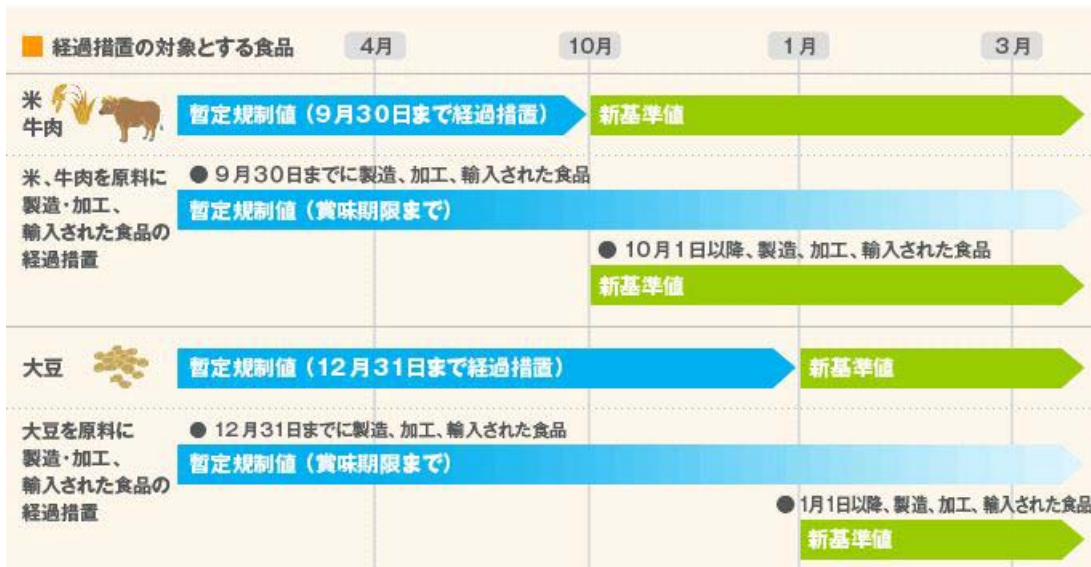 経過措置の対象とする食品 4月 10月 1月 3月
米
牛肉
暫定規制値（9月30日まで経過措置） 新基準値
米、牛肉を原料に
製造・加工、
輸入された食品の
経過措置
● 9月30日までに製造、加工、輸入された食品
暫定規制値（賞味期限まで）
● 10月1日以降、製造、加工、輸入された食品
新基準値
大豆
暫定規制値（12月31日まで経過措置） 新基準値
大豆を原料に
製造・加工、
輸入された食品の
経過措置
● 12月31日までに製造、加工、輸入された食品
暫定規制値（賞味期限まで）
● 1月1日以降、製造、加工、輸入された食品
新基準値